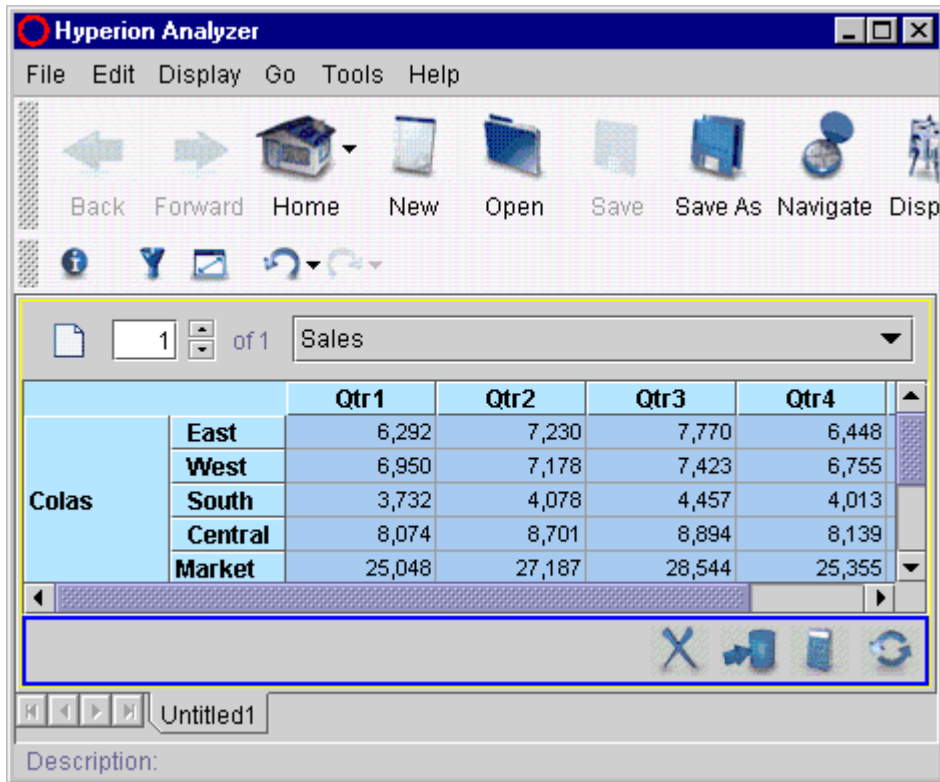 Hyperion Analyzer
File Edit Display Go Tools Help
Back Forward Home New Open Save Save As Navigate Disp
1 of 1 Sales
Qtr1 Qtr2 Qtr3 Qtr4
East 6,292 7,230 7,770 6,448
West 6,950 7,178 7,423 6,755
Colas South 3,732 4,078 4,457 4,013
Central 8,074 8,701 8,894 8,139
Market 25,048 27,187 28,544 25,355
Untitled1
Description: